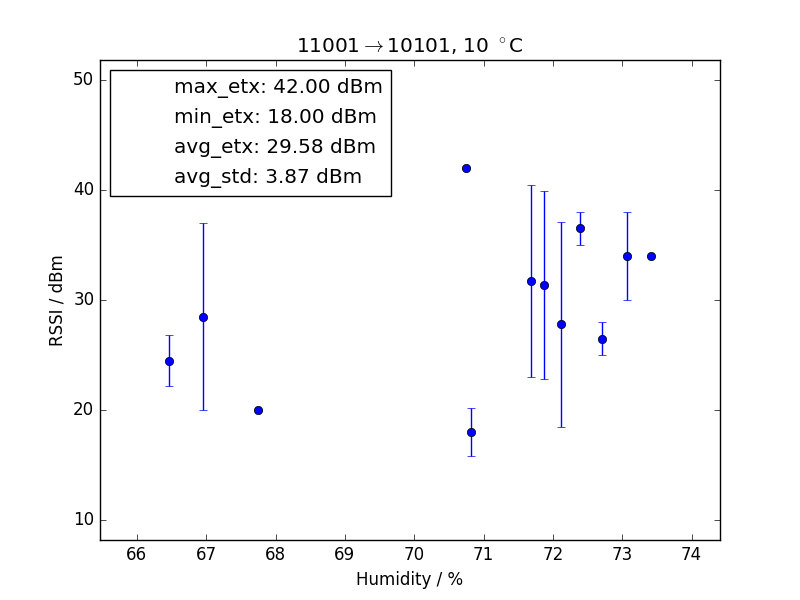 11001→10101, 10 °C
max_etx: 42.00 dBm
min_etx: 18.00 dBm
avg_etx: 29.58 dBm
avg_std: 3.87 dBm
RSSI / dBm
50
40
30
20
10
66 67 68 69 70 71 72 73 74
Humidity / %